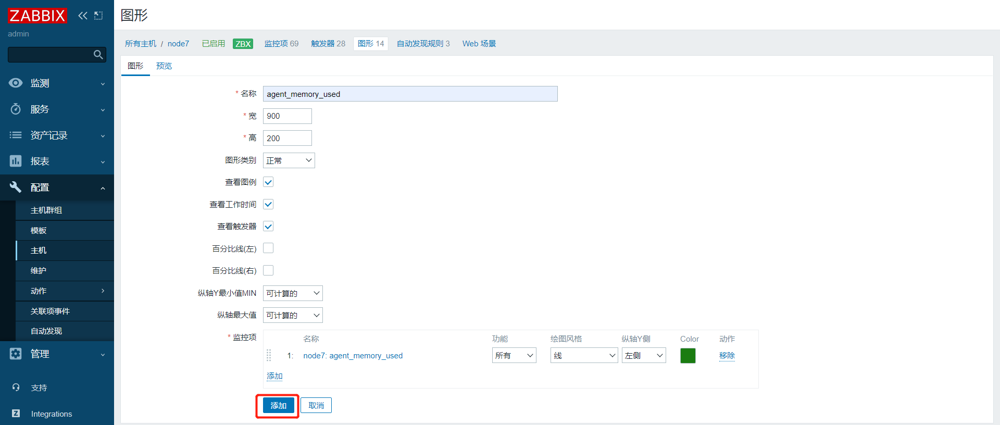 ZABBIX
admin
监测
服务
资产记录
报表
配置
主机群组
模板
主机
维护
动作
关联项事件
自动发现
管理
支持
Z Integrations
图形
所有主机 / node7 已启用 ZBX 监控项 69 触发器 28 图形 14 自动发现规则 3 Web 场景
图形 预览
* 名称 agent_memory_used
* 宽 900
* 高 200
图形类别 正常
查看图例
查看工作时间
查看触发器
百分比线(左)
百分比线(右)
纵轴Y最小值MIN 可计算的
纵轴最大值 可计算的
* 监控项 名称 功能 绘图风格 纵轴Y侧 Color 动作
1: node7: agent_memory_used 所有 线 左侧 移除
添加
添加 取消